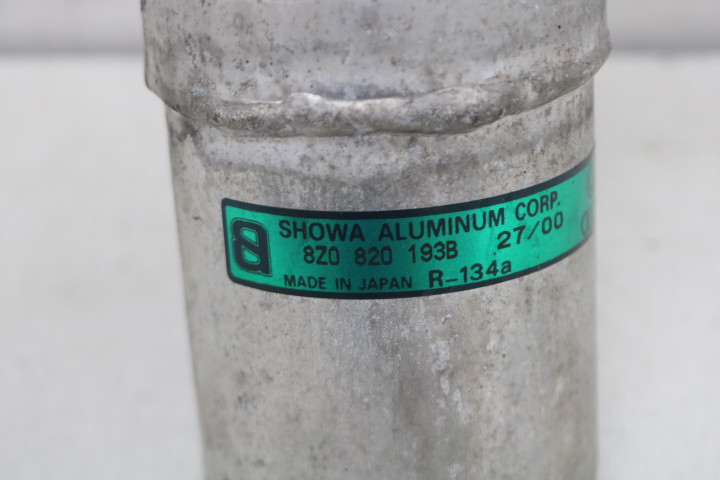 SHOWA ALUMINUM CORP.
8Z0 820 193B 27/00
MADE IN JAPAN R-134a